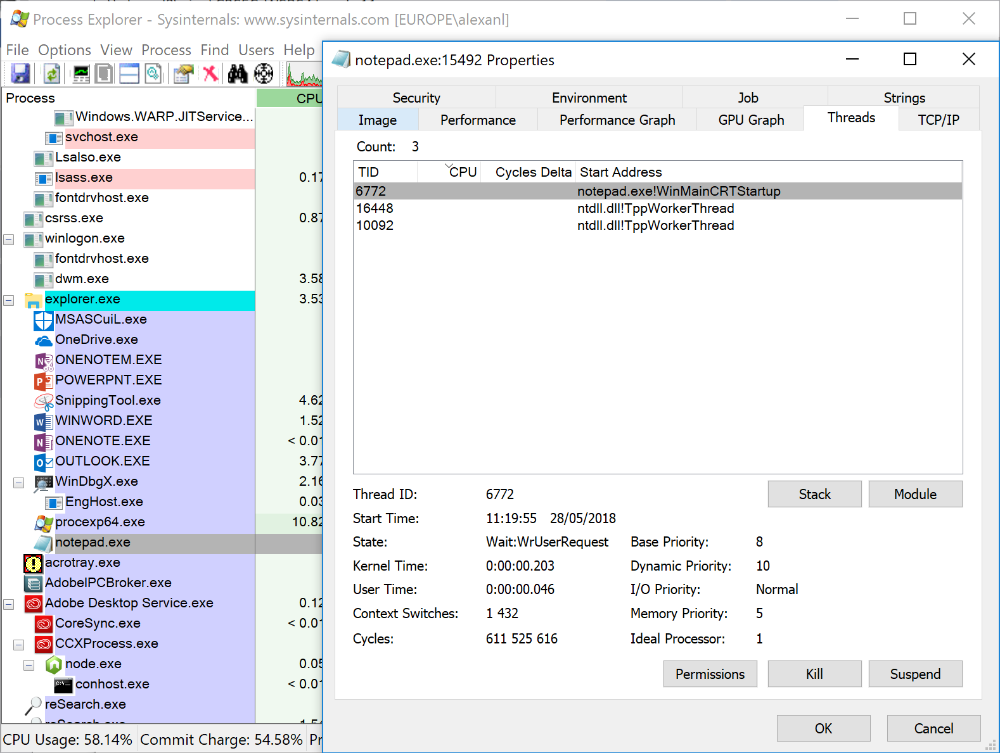 Process Explorer - Sysinternals: www.sysinternals.com [EUROPE\alexanl]
File Options View Process Find Users Help
Process CPU
Windows.WARP.JITService...
svchost.exe
LsaIso.exe
lsass.exe 0.17
fontdrvhost.exe
csrss.exe 0.87
winlogon.exe
fontdrvhost.exe
dwm.exe 3.58
explorer.exe 3.53
MSASCuiL.exe
OneDrive.exe
ONENOTEM.EXE
POWERPNT.EXE
SnippingTool.exe 4.62
WINWORD.EXE 1.52
ONENOTE.EXE < 0.01
OUTLOOK.EXE 3.77
WinDbgX.exe 2.16
EngHost.exe 0.03
procexp64.exe 10.82
notepad.exe
acrotray.exe
AdobeIPCBroker.exe
Adobe Desktop Service.exe 0.12
CoreSync.exe < 0.01
CCXProcess.exe
node.exe 0.05
conhost.exe < 0.01
reSearch.exe
CPU Usage: 58.14% Commit Charge: 54.58% Pr
notepad.exe:15492 Properties
Security Environment Job Strings
Image Performance Performance Graph GPU Graph Threads TCP/IP
Count: 3
TID CPU Cycles Delta Start Address
6772 notepad.exe!WinMainCRTStartup
16448 ntdll.dll!TppWorkerThread
10092 ntdll.dll!TppWorkerThread
Thread ID: 6772 Stack Module
Start Time: 11:19:55 28/05/2018
State: Wait:WrUserRequest Base Priority: 8
Kernel Time: 0:00:00.203 Dynamic Priority: 10
User Time: 0:00:00.046 I/O Priority: Normal
Context Switches: 1 432 Memory Priority: 5
Cycles: 611 525 616 Ideal Processor: 1
Permissions Kill Suspend
OK Cancel